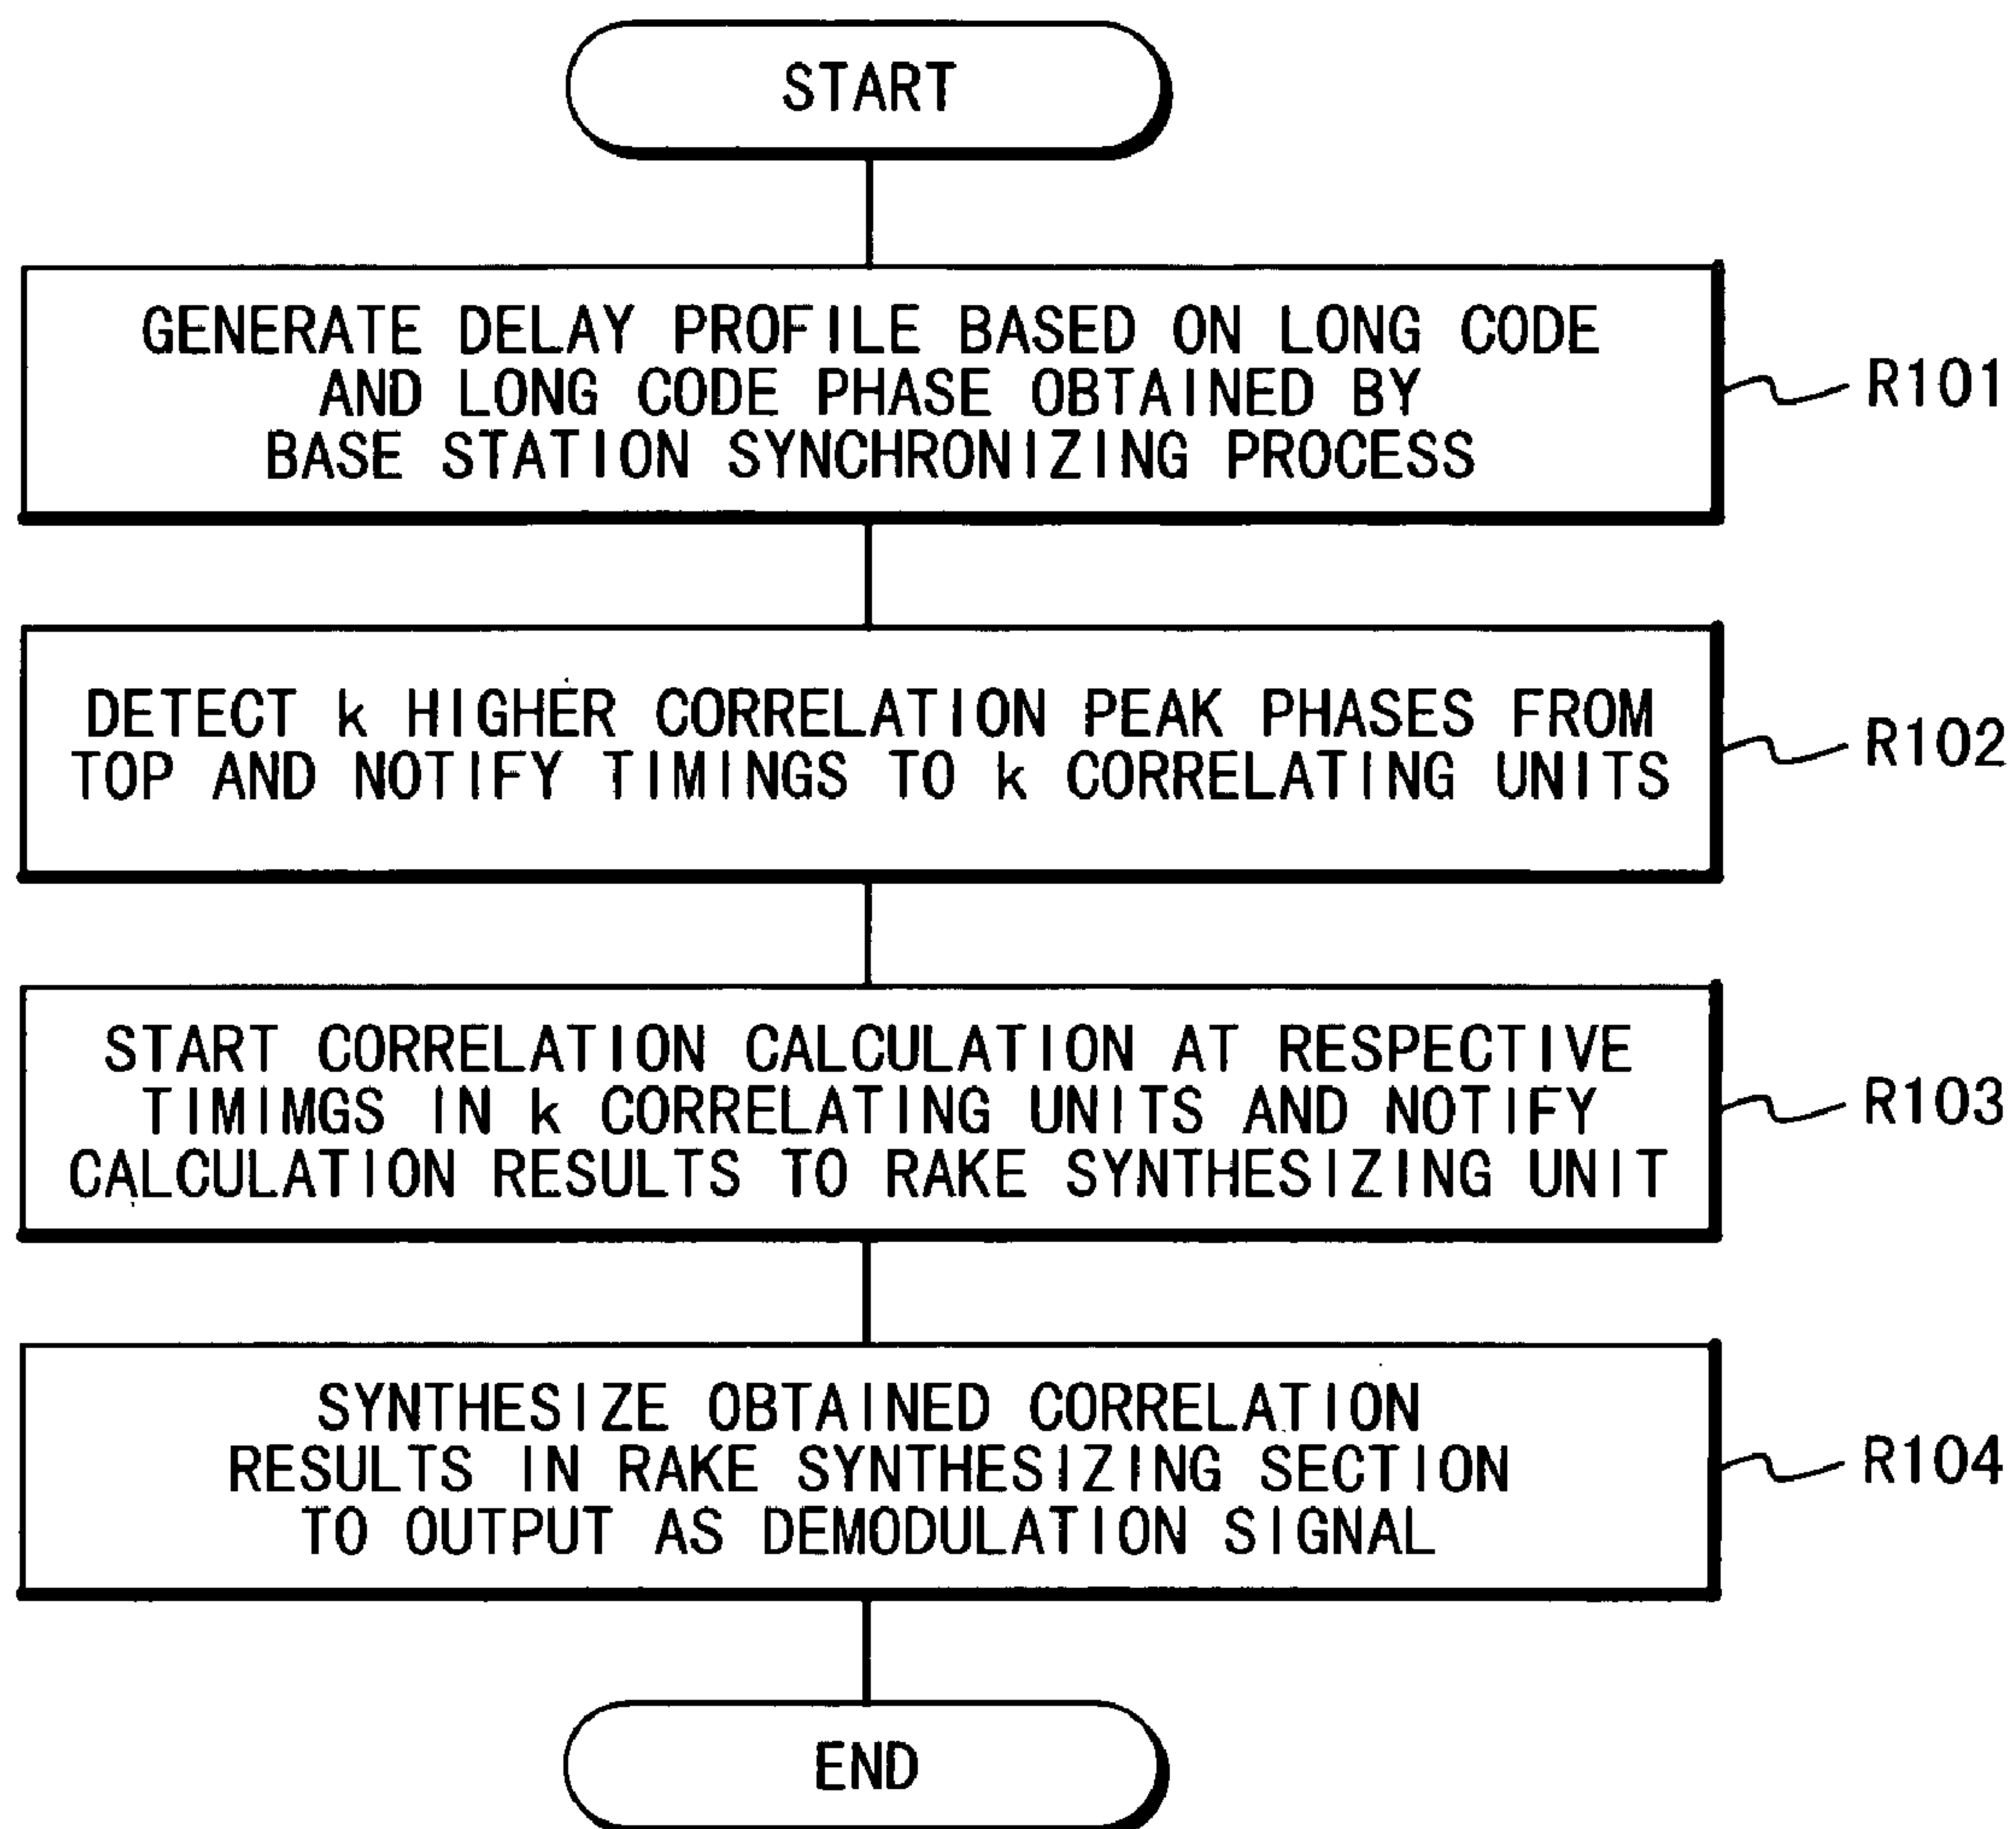 START
GENERATE DELAY PROFILE BASED ON LONG CODE
AND LONG CODE PHASE OBTAINED BY
BASE STATION SYNCHRONIZING PROCESS
R101
DETECT k HIGHER CORRELATION PEAK PHASES FROM
TOP AND NOTIFY TIMINGS TO k CORRELATING UNITS
R102
START CORRELATION CALCULATION AT RESPECTIVE
TIMIMGS IN k CORRELATING UNITS AND NOTIFY
CALCULATION RESULTS TO RAKE SYNTHESIZING UNIT
R103
SYNTHESIZE OBTAINED CORRELATION
RESULTS IN RAKE SYNTHESIZING SECTION
TO OUTPUT AS DEMODULATION SIGNAL
R104
END